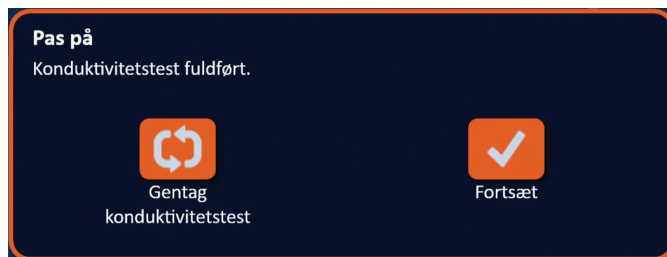 Pas på
Konduktivitetstest fuldført.
Gentag
konduktivitetstest
Fortsæt